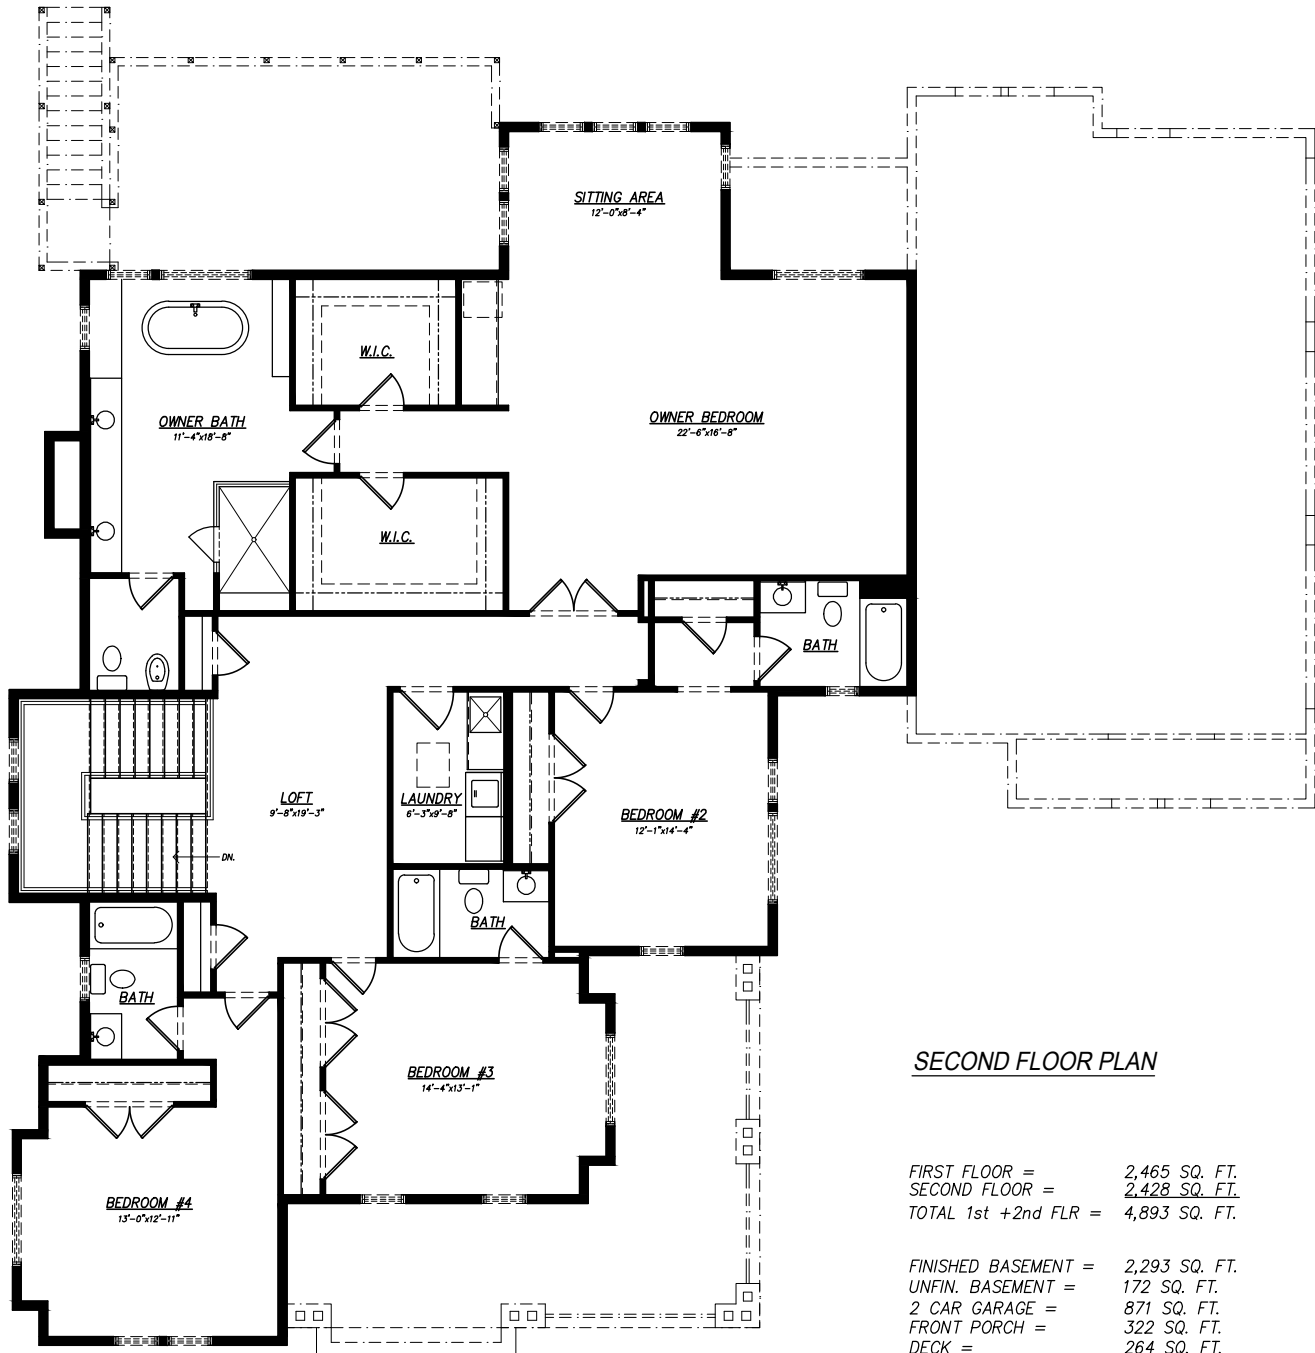 SITTING AREA
12'-0"x8'-4"
W.I.C.
OWNER BATH
11'-4"x18'-8"
OWNER BEDROOM
22'-6"x16'-8"
W.I.C.
BATH
LOFT
9'-8"x19'-3"
LAUNDRY
6'-3"x9'-8"
BEDROOM #2
12'-1"x14'-4"
DN.
BATH
BATH
BEDROOM #3
14'-4"x13'-1"
BEDROOM #4
13'-0"x12'-11"
SECOND FLOOR PLAN
FIRST FLOOR = 2,465 SQ. FT.
SECOND FLOOR = 2,428 SQ. FT.
TOTAL 1st +2nd FLR = 4,893 SQ. FT.
FINISHED BASEMENT = 2,293 SQ. FT.
UNFIN. BASEMENT = 172 SQ. FT.
2 CAR GARAGE = 871 SQ. FT.
FRONT PORCH = 322 SQ. FT.
DECK = 264 SQ. FT.